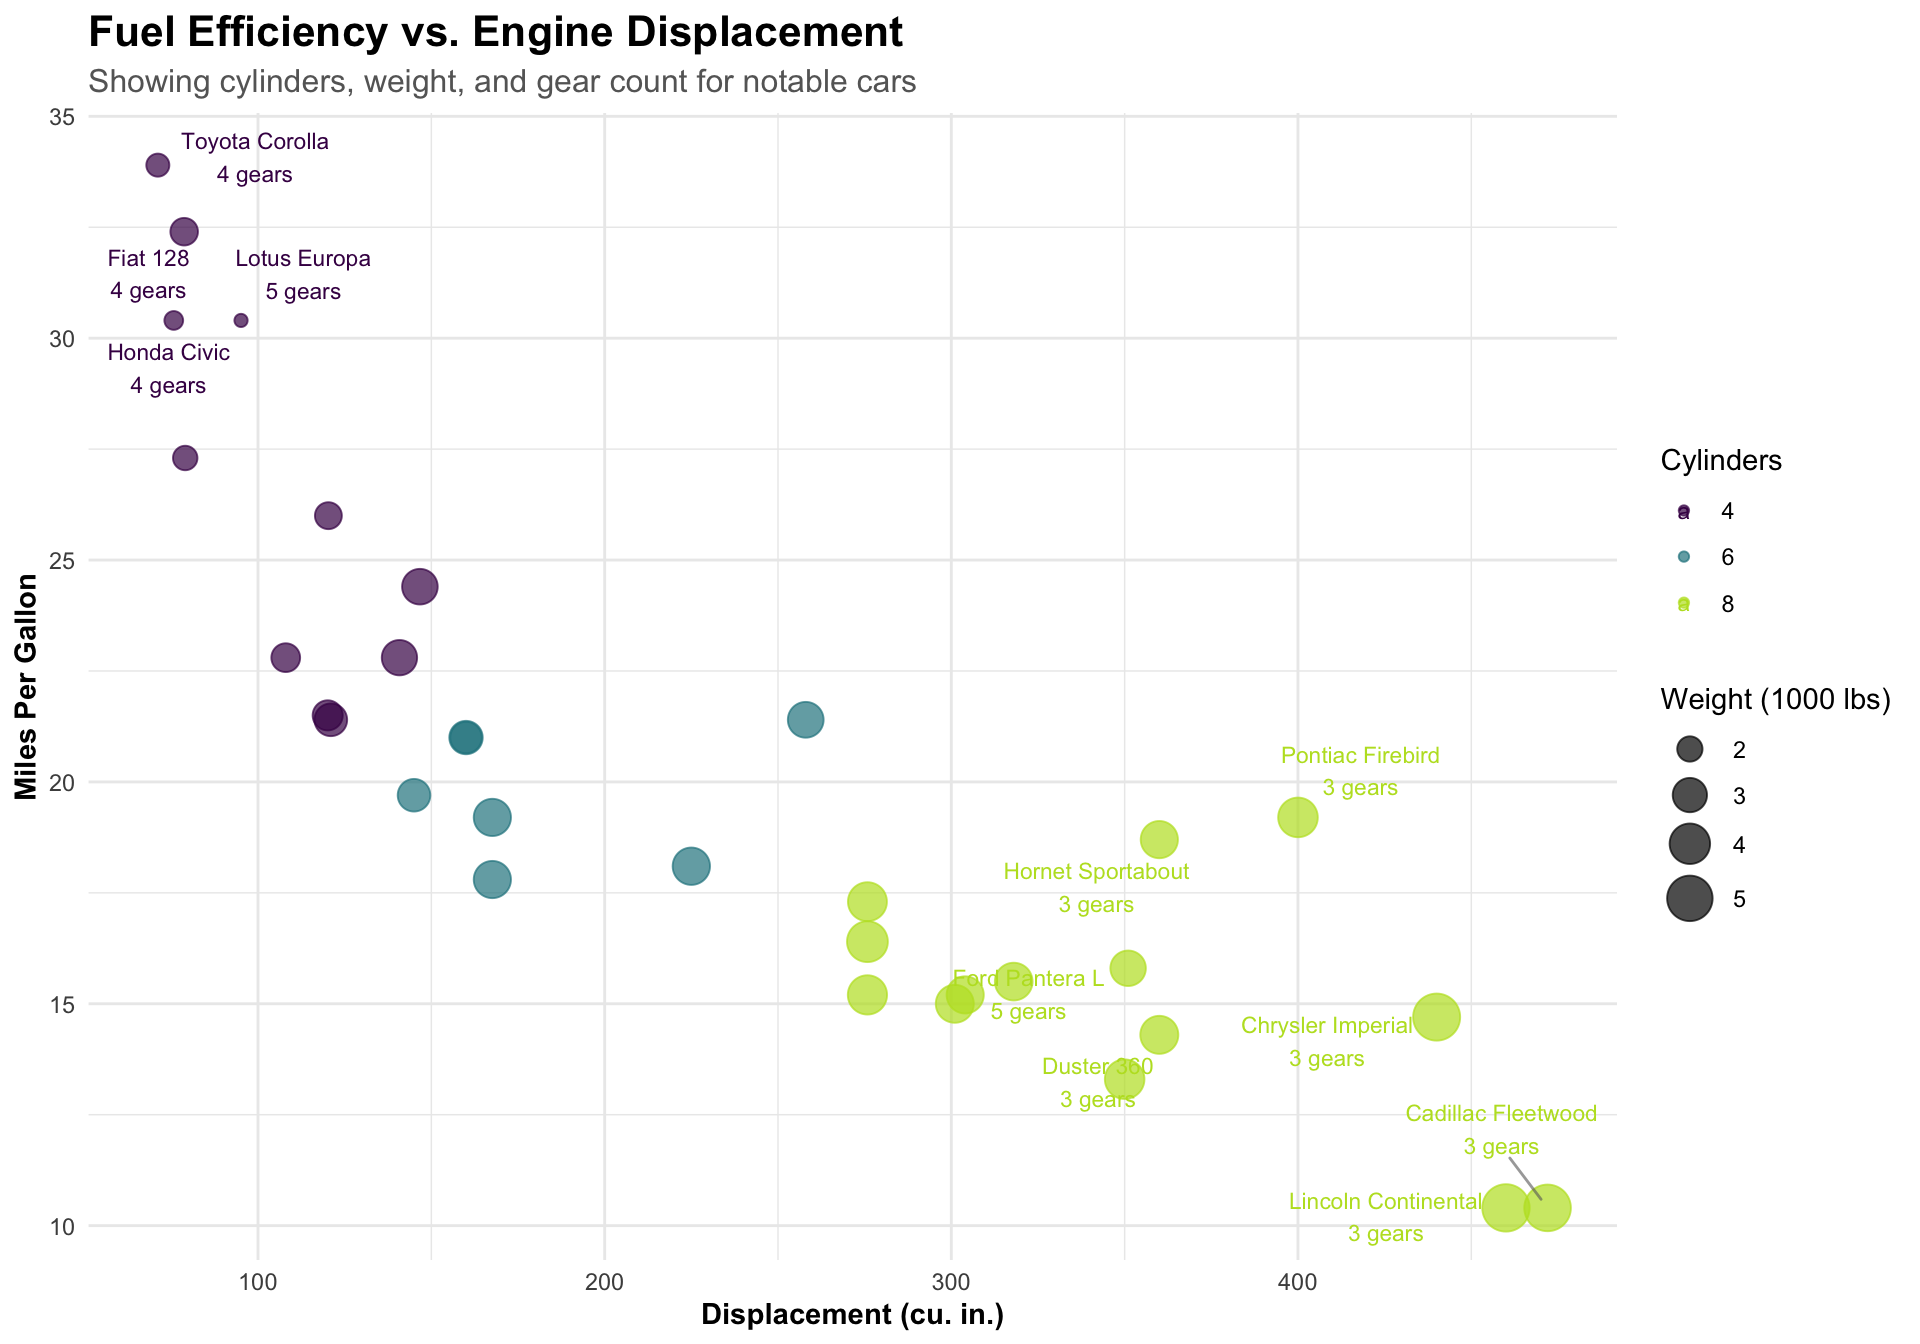 Fuel Efficiency vs. Engine Displacement
Showing cylinders, weight, and gear count for notable cars
35
30
25
20
15
10
Miles Per Gallon
Toyota Corolla
4 gears
Fiat 128
4 gears
Lotus Europa
5 gears
Honda Civic
4 gears
Pontiac Firebird
3 gears
Hornet Sportabout
3 gears
Ford Pantera L
5 gears
Chrysler Imperial
3 gears
Duster 360
3 gears
Cadillac Fleetwood
3 gears
Lincoln Continental
3 gears
100 200 300 400
Displacement (cu. in.)
Cylinders
a 4
6
a 8
Weight (1000 lbs)
2
3
4
5